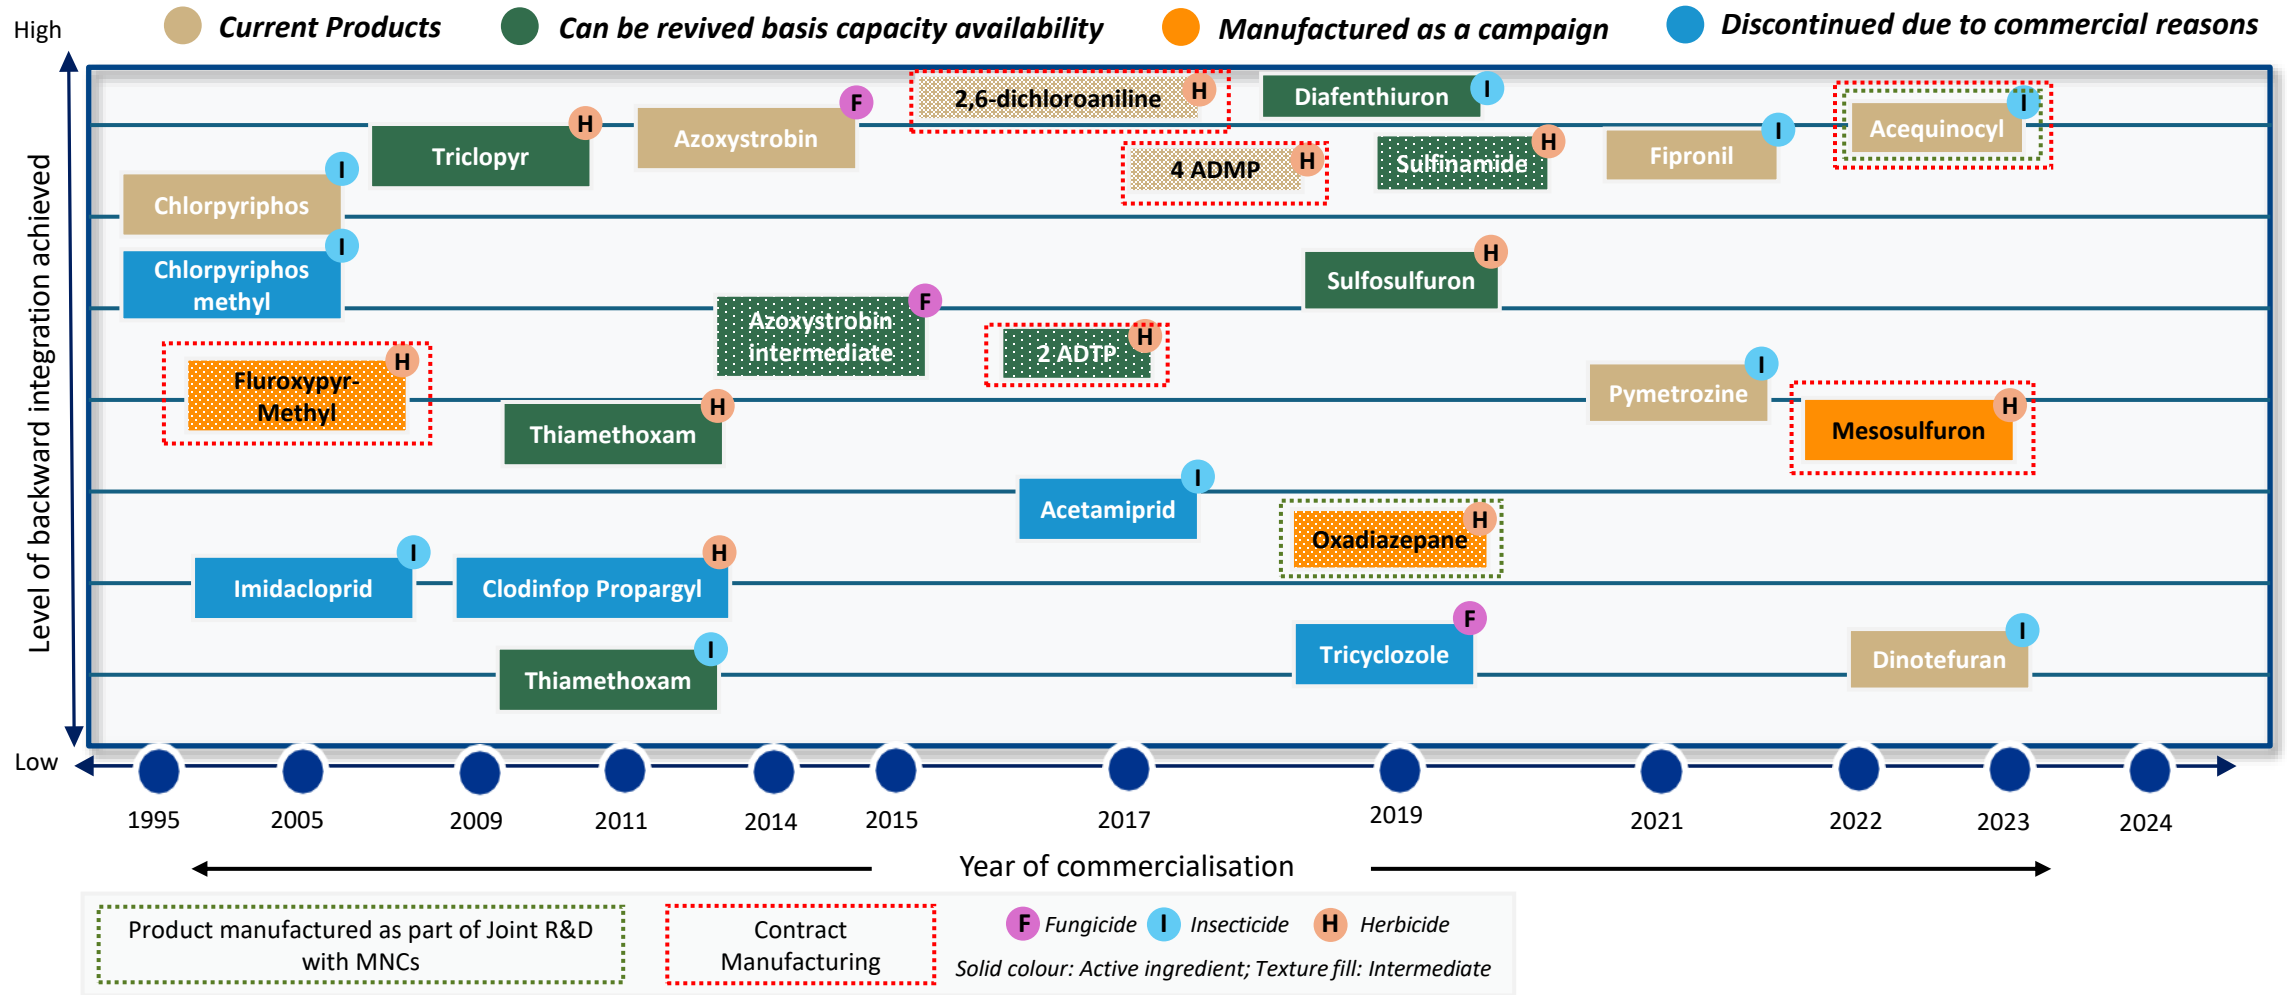 High
Current Products
Can be revived basis capacity availability
Manufactured as a campaign
Discontinued due to commercial reasons
Level of backward integration achieved
2,6-dichloroaniline
H
Diafenthiuron
I
Azoxystrobin
F
Acequinocyl
I
Triclopyr
H
4 ADMP
H
Sulfinamide
H
Fipronil
I
Chlorpyriphos
I
Chlorpyriphos
methyl
I
Sulfosulfuron
H
Azoxystrobin
intermediate
F
2 ADTP
H
Fluroxypyr-
Methyl
H
Pymetrozine
I
Thiamethoxam
H
Mesosulfuron
H
Acetamiprid
I
Oxadiazepane
H
Imidacloprid
I
Clodinfop Propargyl
H
Tricyclozole
F
Dinotefuran
I
Thiamethoxam
I
Low
1995
2005
2009
2011
2014
2015
2017
2019
2021
2022
2023
2024
Year of commercialisation
Product manufactured as part of Joint R&D
with MNCs
Contract
Manufacturing
F Fungicide I Insecticide H Herbicide
Solid colour: Active ingredient; Texture fill: Intermediate